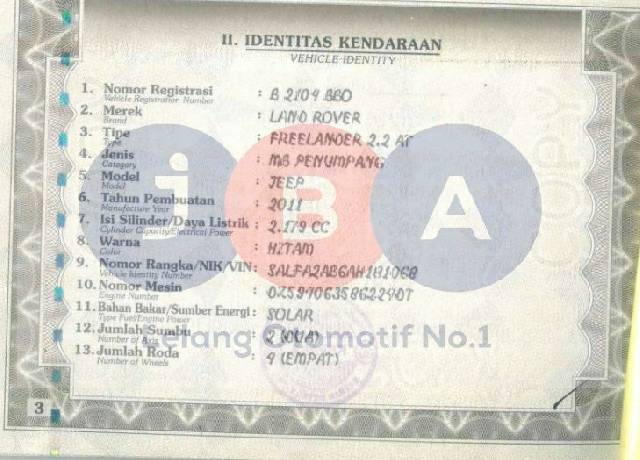 II. IDENTITAS KENDARAAN
VEHICLE IDENTITY
1. Nomor Registrasi : B 2104 BBO
Vehicle Registration Number
2. Merek : LAND ROVER
Brand
3. Tipe : FREELANDER 2.2 AT
Type
4. Jenis : MB PENUMPANG
Category
5. Model : JEEP
Model
6. Tahun Pembuatan : 2011
Manufacture Year
7. Isi Silinder/Daya Listrik : 2.179 CC
Cylinder Capacity/Electrical Power
8. Warna : HITAM
Color
9. Nomor Rangka/NIK/VIN :
Vehicle Identity Number
10. Nomor Mesin :
Engine Number
11. Bahan Bakar/Sumber Energi : SOLAR
Type Fuel/Engine Power
12. Jumlah Sumbu : 2 (DUA)
Number of Axis
13. Jumlah Roda : 4 (EMPAT)
Number of Wheels
3
iBA
Lelang Otomotif No.1